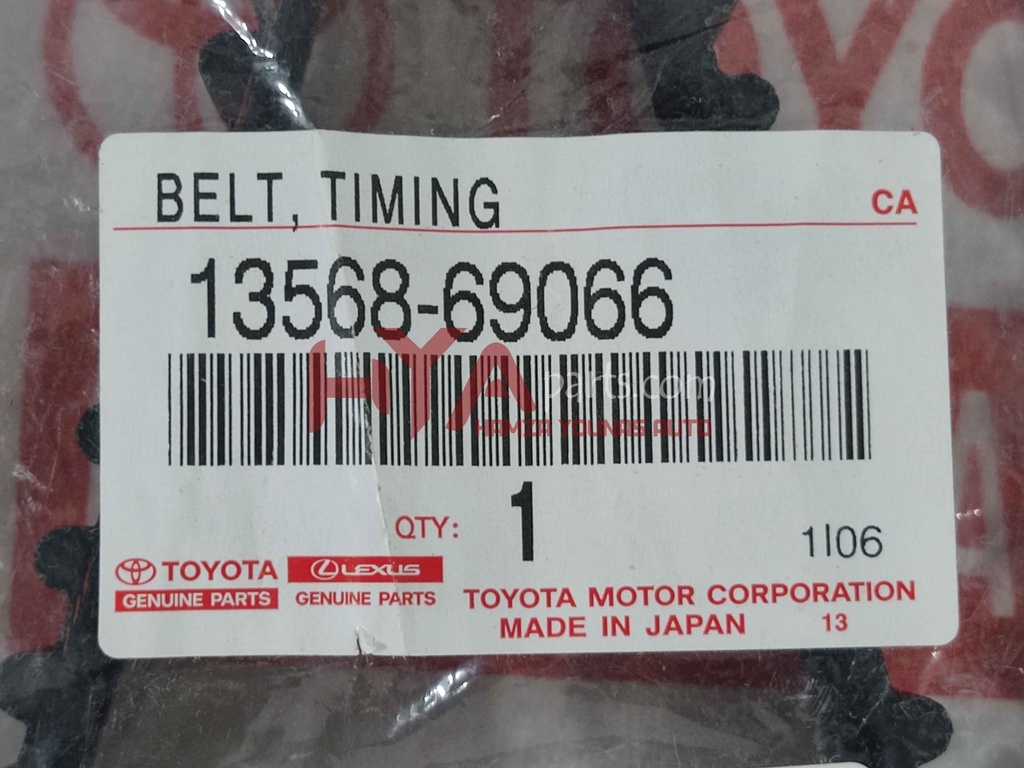 BELT, TIMING
CA
13568-69066
HYA parts.com
HAMZA YOUNAS AUTO
QTY: 1
1I06
TOYOTA LEXUS
GENUINE PARTS GENUINE PARTS
TOYOTA MOTOR CORPORATION
MADE IN JAPAN 13